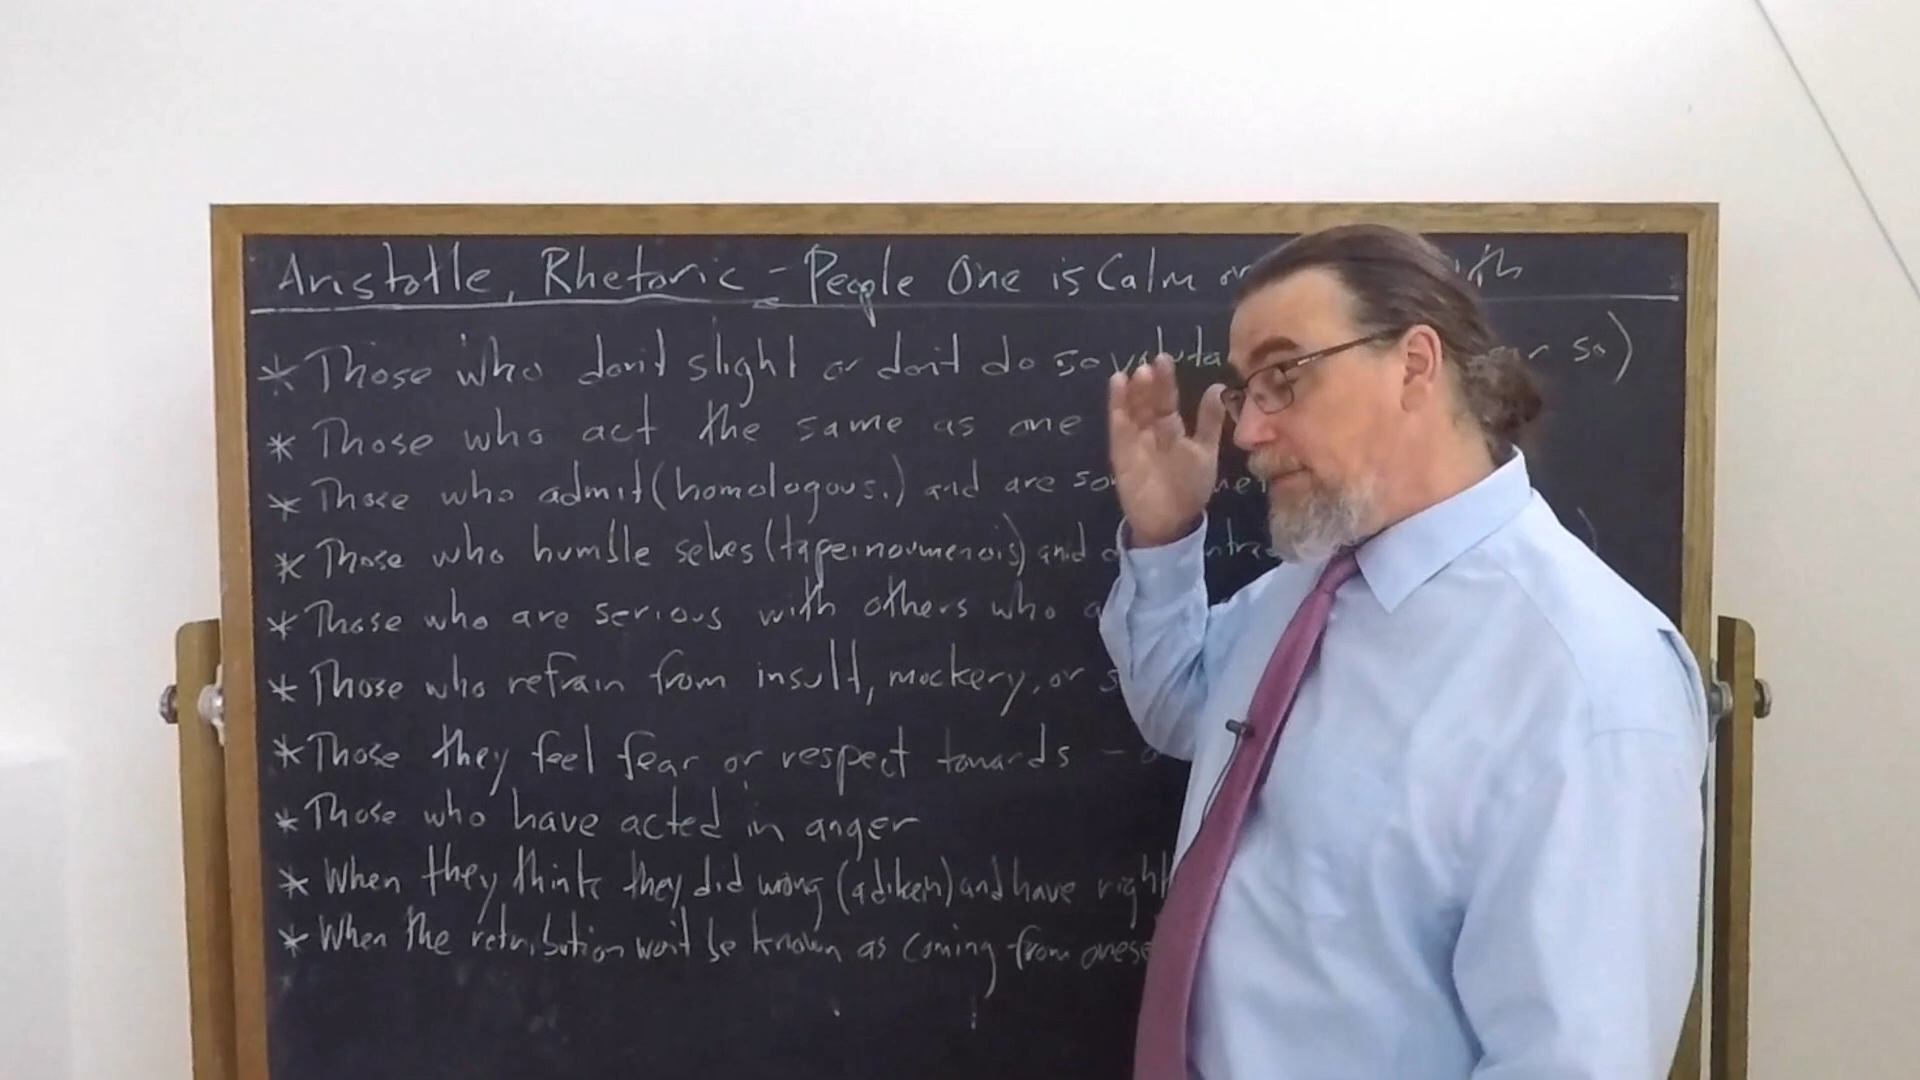 Aristotle, Rhetoric - People One is Calm or with
* Those who don't slight or don't do so so)
* Those who act the same as one
* Those who admit (homologous.) and are
* Those who humble selves (tapeinoumenois) and
* Those who are serious with others who
* Those who refrain from insult, mockery, or
* Those they feel fear or respect towards -
* Those who have acted in anger
* When they think they did wrong (adikein) and have
* When the retribution won't be known as coming from